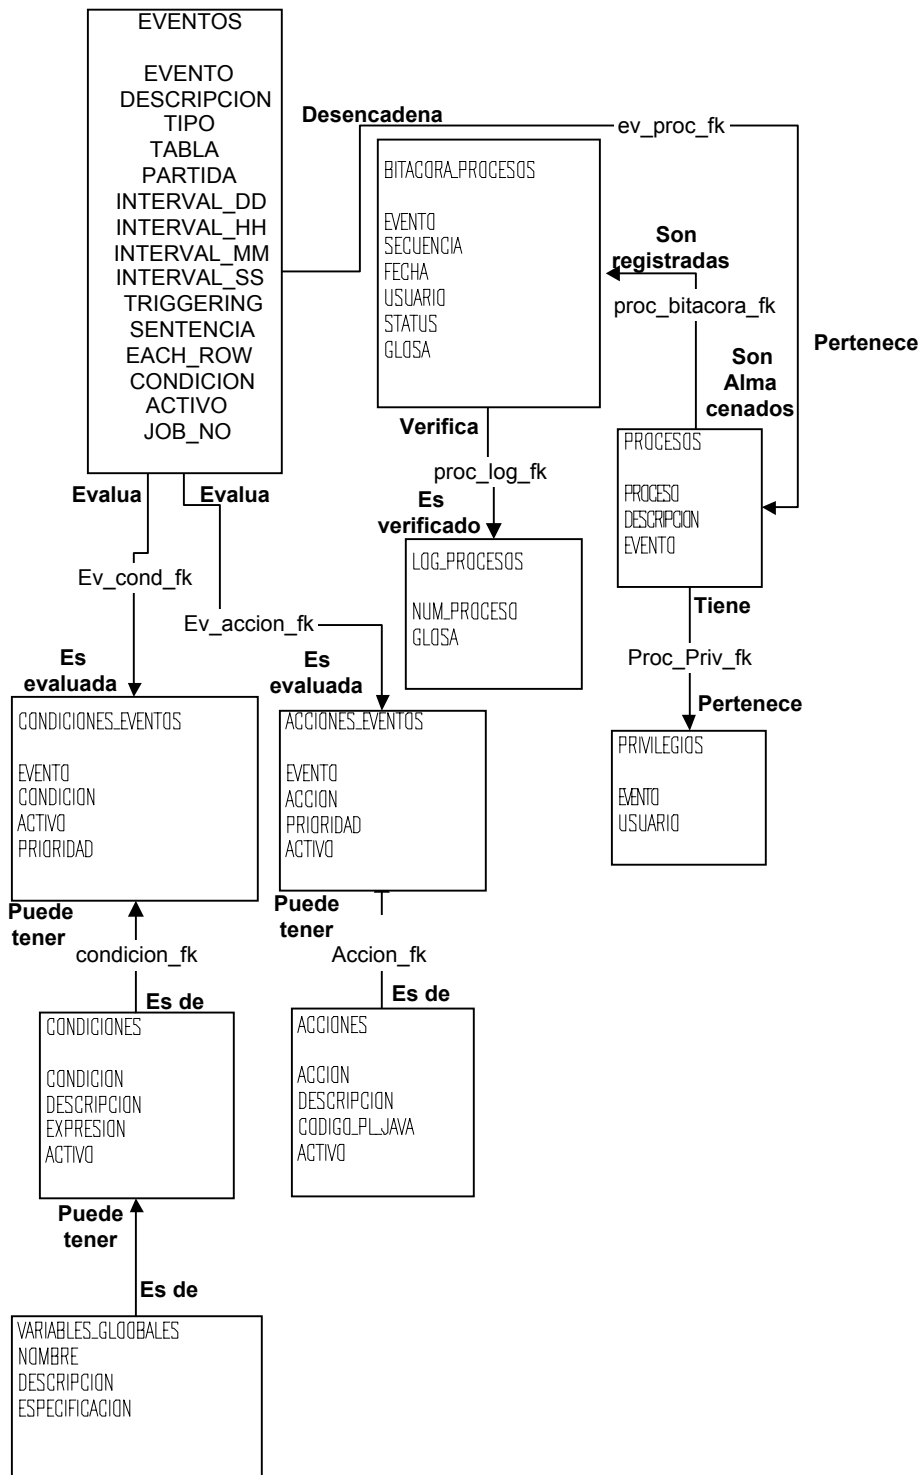 EVENTOS
EVENTO
DESCRIPCION
TIPO
TABLA
PARTIDA
INTERVAL_DD
INTERVAL_HH
INTERVAL_MM
INTERVAL_SS
TRIGGERING
SENTENCIA
EACH_ROW
CONDICION
ACTIVO
JOB_NO
Desencadena
ev_proc_fk
BITACORA_PROCESOS
EVENTO
SECUENCIA
FECHA
USUARIO
STATUS
GLOSA
Son
registradas
proc_bitacora_fk
Pertenece
Son
Alma
cenados
PROCESOS
PROCESO
DESCRIPCION
EVENTO
Verifica
proc_log_fk
Es
verificado
LOG_PROCESOS
NUM_PROCESO
GLOSA
Tiene
Proc_Priv_fk
Pertenece
PRIVILEGIOS
EVENTO
USUARIO
Evalua
Evalua
Ev_cond_fk
Ev_accion_fk
Es
evaluada
Es
evaluada
CONDICIONES_EVENTOS
EVENTO
CONDICION
ACTIVO
PRIORIDAD
ACCIONES_EVENTOS
EVENTO
ACCION
PRIORIDAD
ACTIVO
Puede
tener
Puede
tener
condicion_fk
Accion_fk
Es de
Es de
CONDICIONES
CONDICION
DESCRIPCION
EXPRESION
ACTIVO
ACCIONES
ACCION
DESCRIPCION
CODIGO_PL_JAVA
ACTIVO
Puede
tener
Es de
VARIABLES_GLOOBALES
NOMBRE
DESCRIPCION
ESPECIFICACION